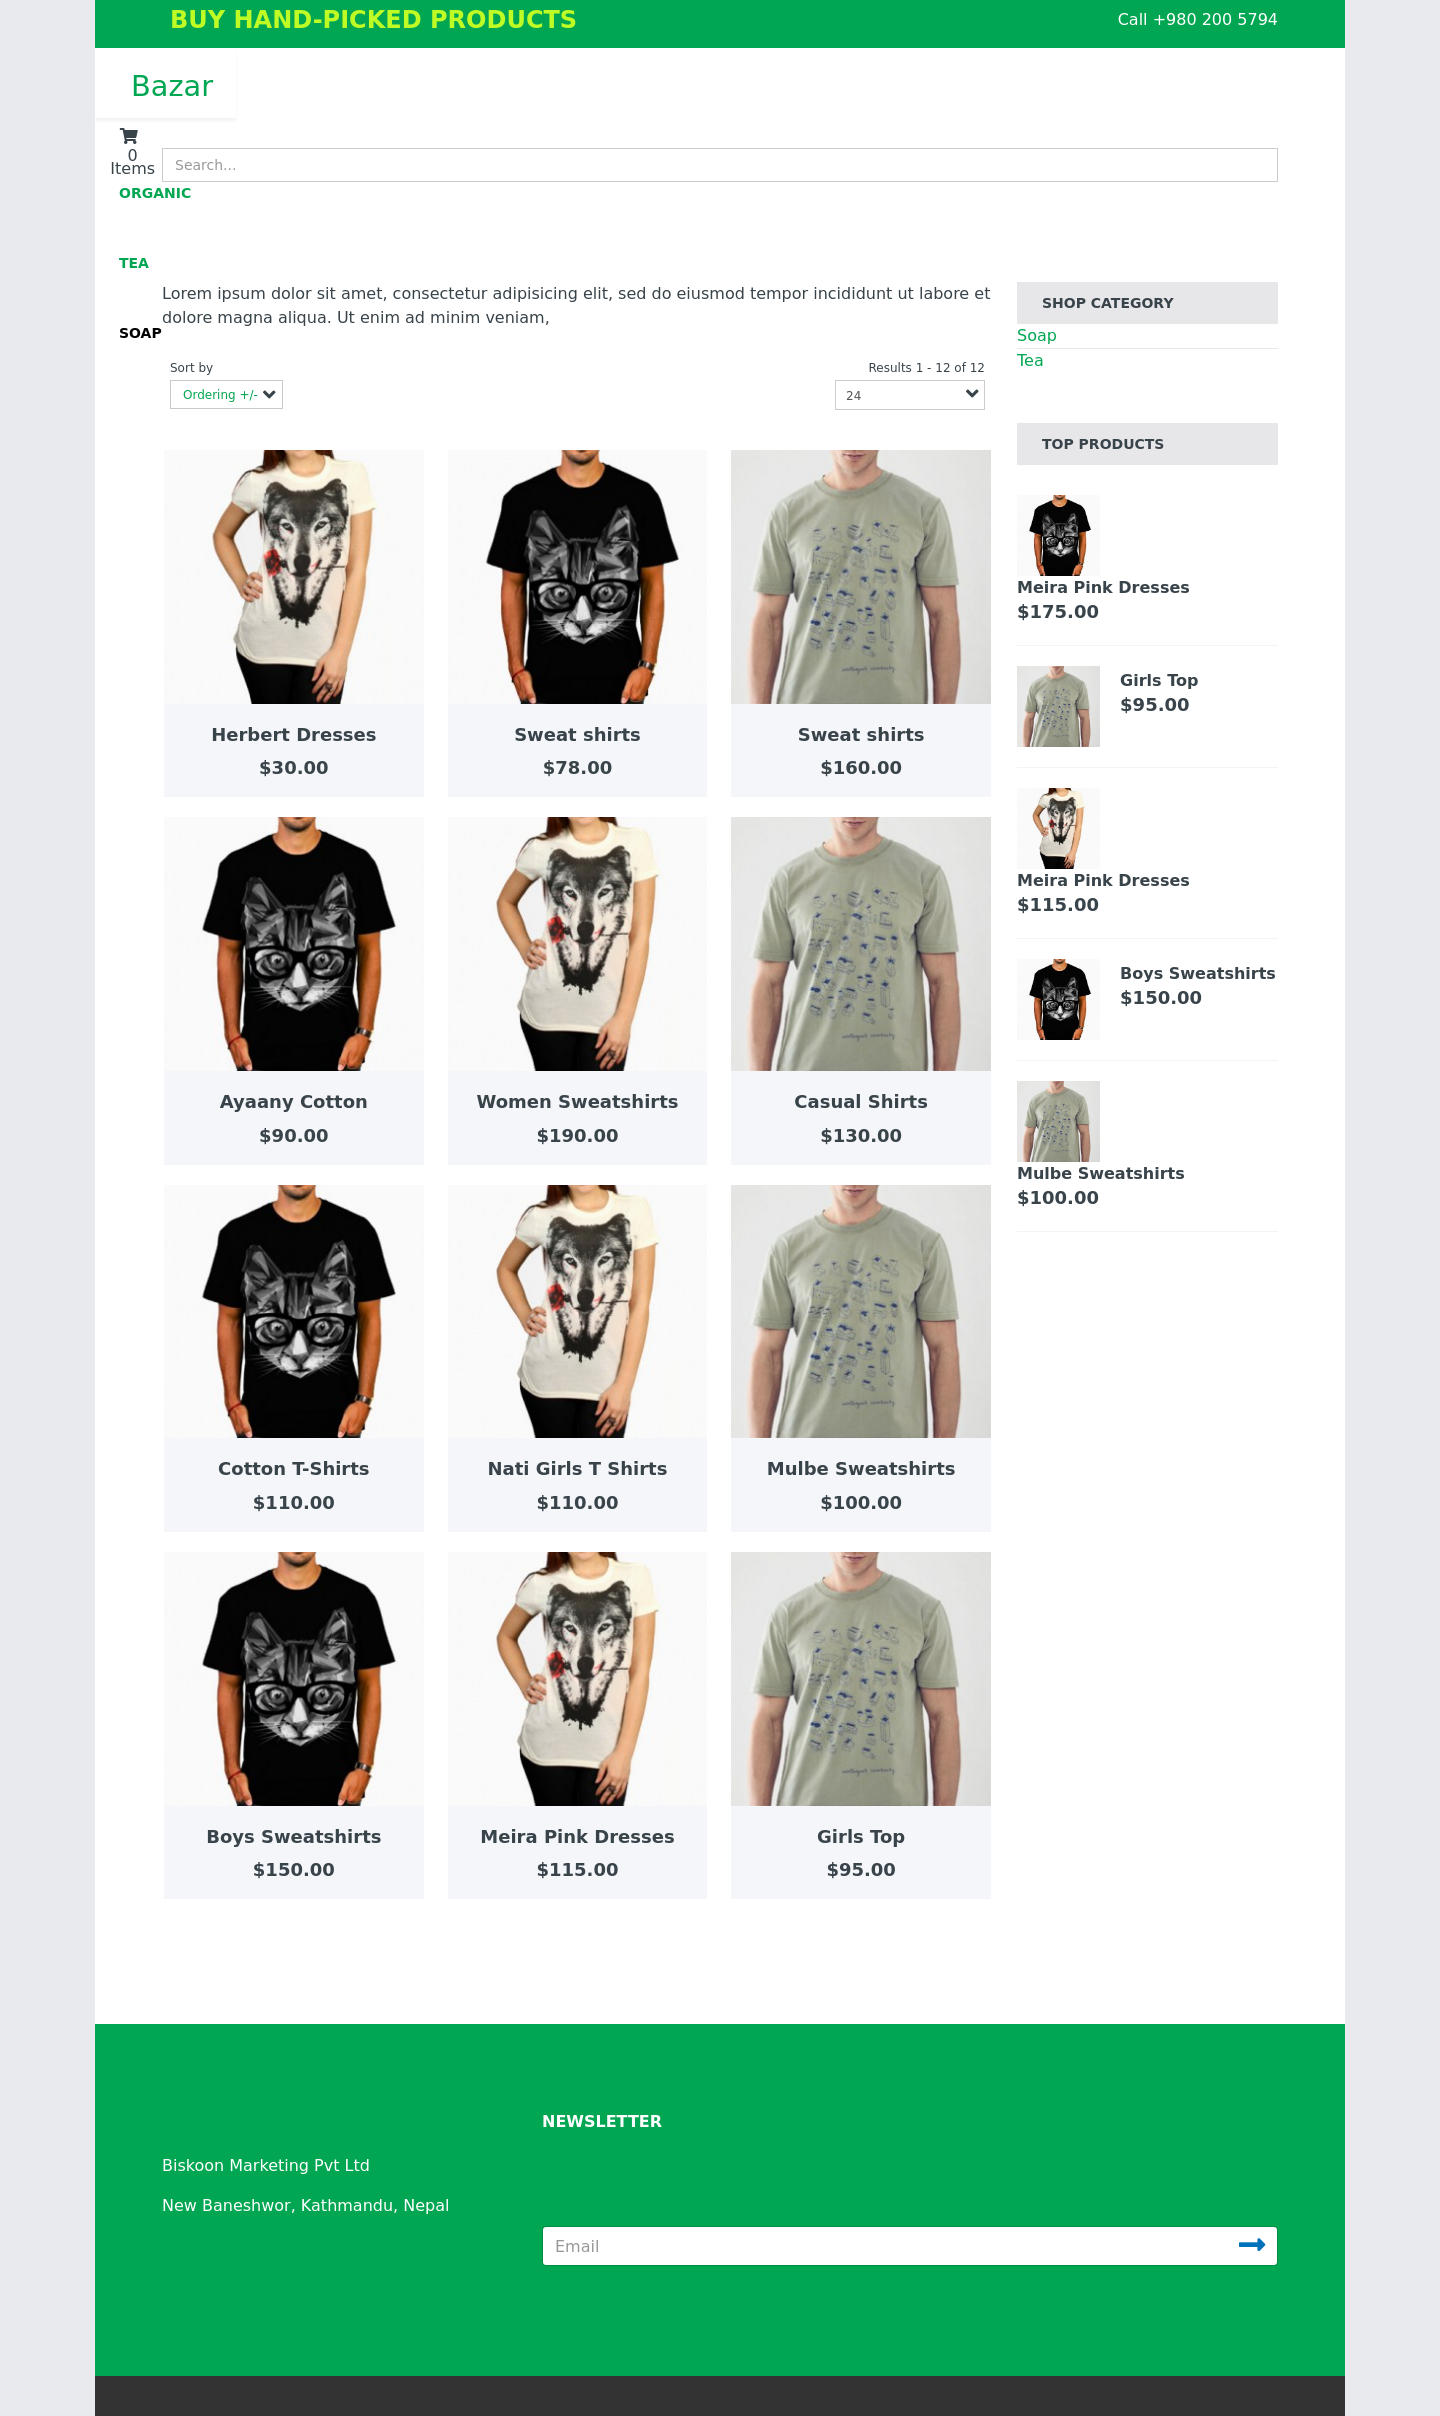 BUY HAND-PICKED PRODUCTS
Call +980 200 5794
Bazar
0
Items
Search...
ORGANIC
TEA
SOAP
Lorem ipsum dolor sit amet, consectetur adipisicing elit, sed do eiusmod tempor incididunt ut labore et
dolore magna aliqua. Ut enim ad minim veniam,
Sort by
Ordering +/-
Results 1 - 12 of 12
24
Herbert Dresses
$30.00
Sweat shirts
$78.00
Sweat shirts
$160.00
Ayaany Cotton
$90.00
Women Sweatshirts
$190.00
Casual Shirts
$130.00
Cotton T-Shirts
$110.00
Nati Girls T Shirts
$110.00
Mulbe Sweatshirts
$100.00
Boys Sweatshirts
$150.00
Meira Pink Dresses
$115.00
Girls Top
$95.00
SHOP CATEGORY
Soap
Tea
TOP PRODUCTS
Meira Pink Dresses
$175.00
Girls Top
$95.00
Meira Pink Dresses
$115.00
Boys Sweatshirts
$150.00
Mulbe Sweatshirts
$100.00
Biskoon Marketing Pvt Ltd
New Baneshwor, Kathmandu, Nepal
NEWSLETTER
Email